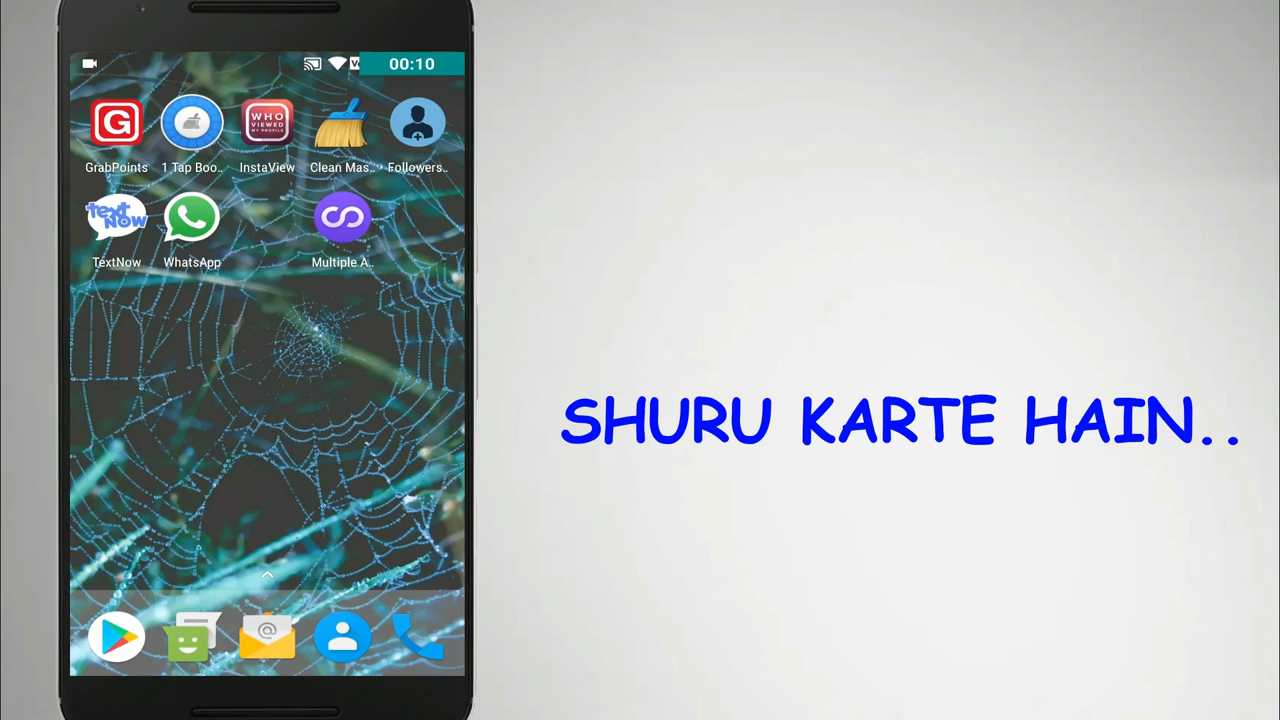 00:10
G
WHO
VIEWED
MY PROFILE
GrabPoints
1 Tap Boo..
InstaView
Clean Mas..
Followers..
text
NOW
TextNow
WhatsApp
Multiple A..
SHURU KARTE HAIN..
@